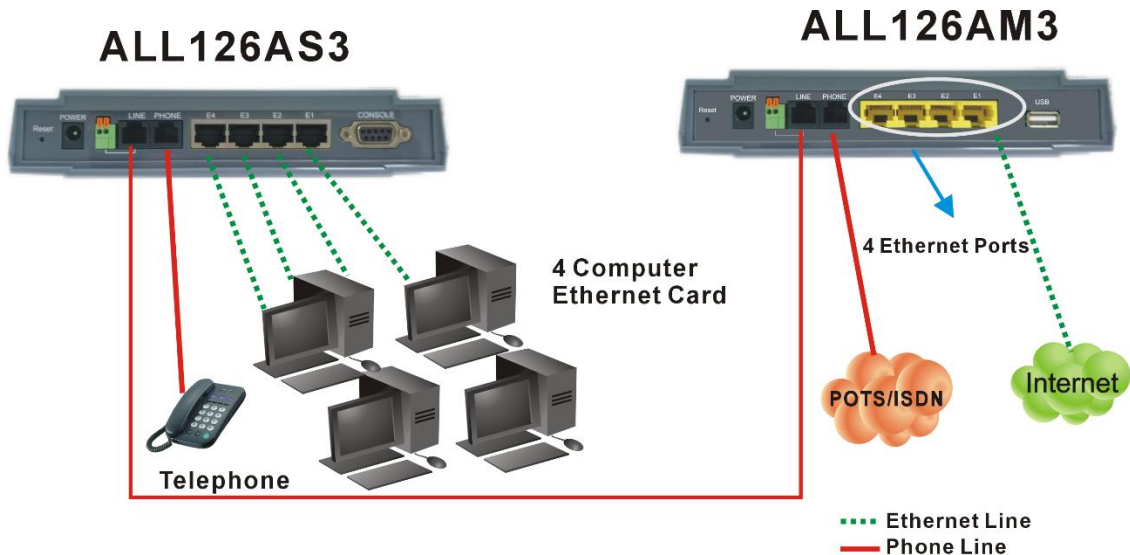 ALL126AS3
ALL126AM3
Reset
POWER
LINE
PHONE
E4
E3
E2
E1
CONSOLE
Reset
POWER
LINE
PHONE
E4
E3
E2
E1
USB
4 Ethernet Ports
4 Computer
Ethernet Card
POTS/ISDN
Internet
Telephone
Ethernet Line
Phone Line